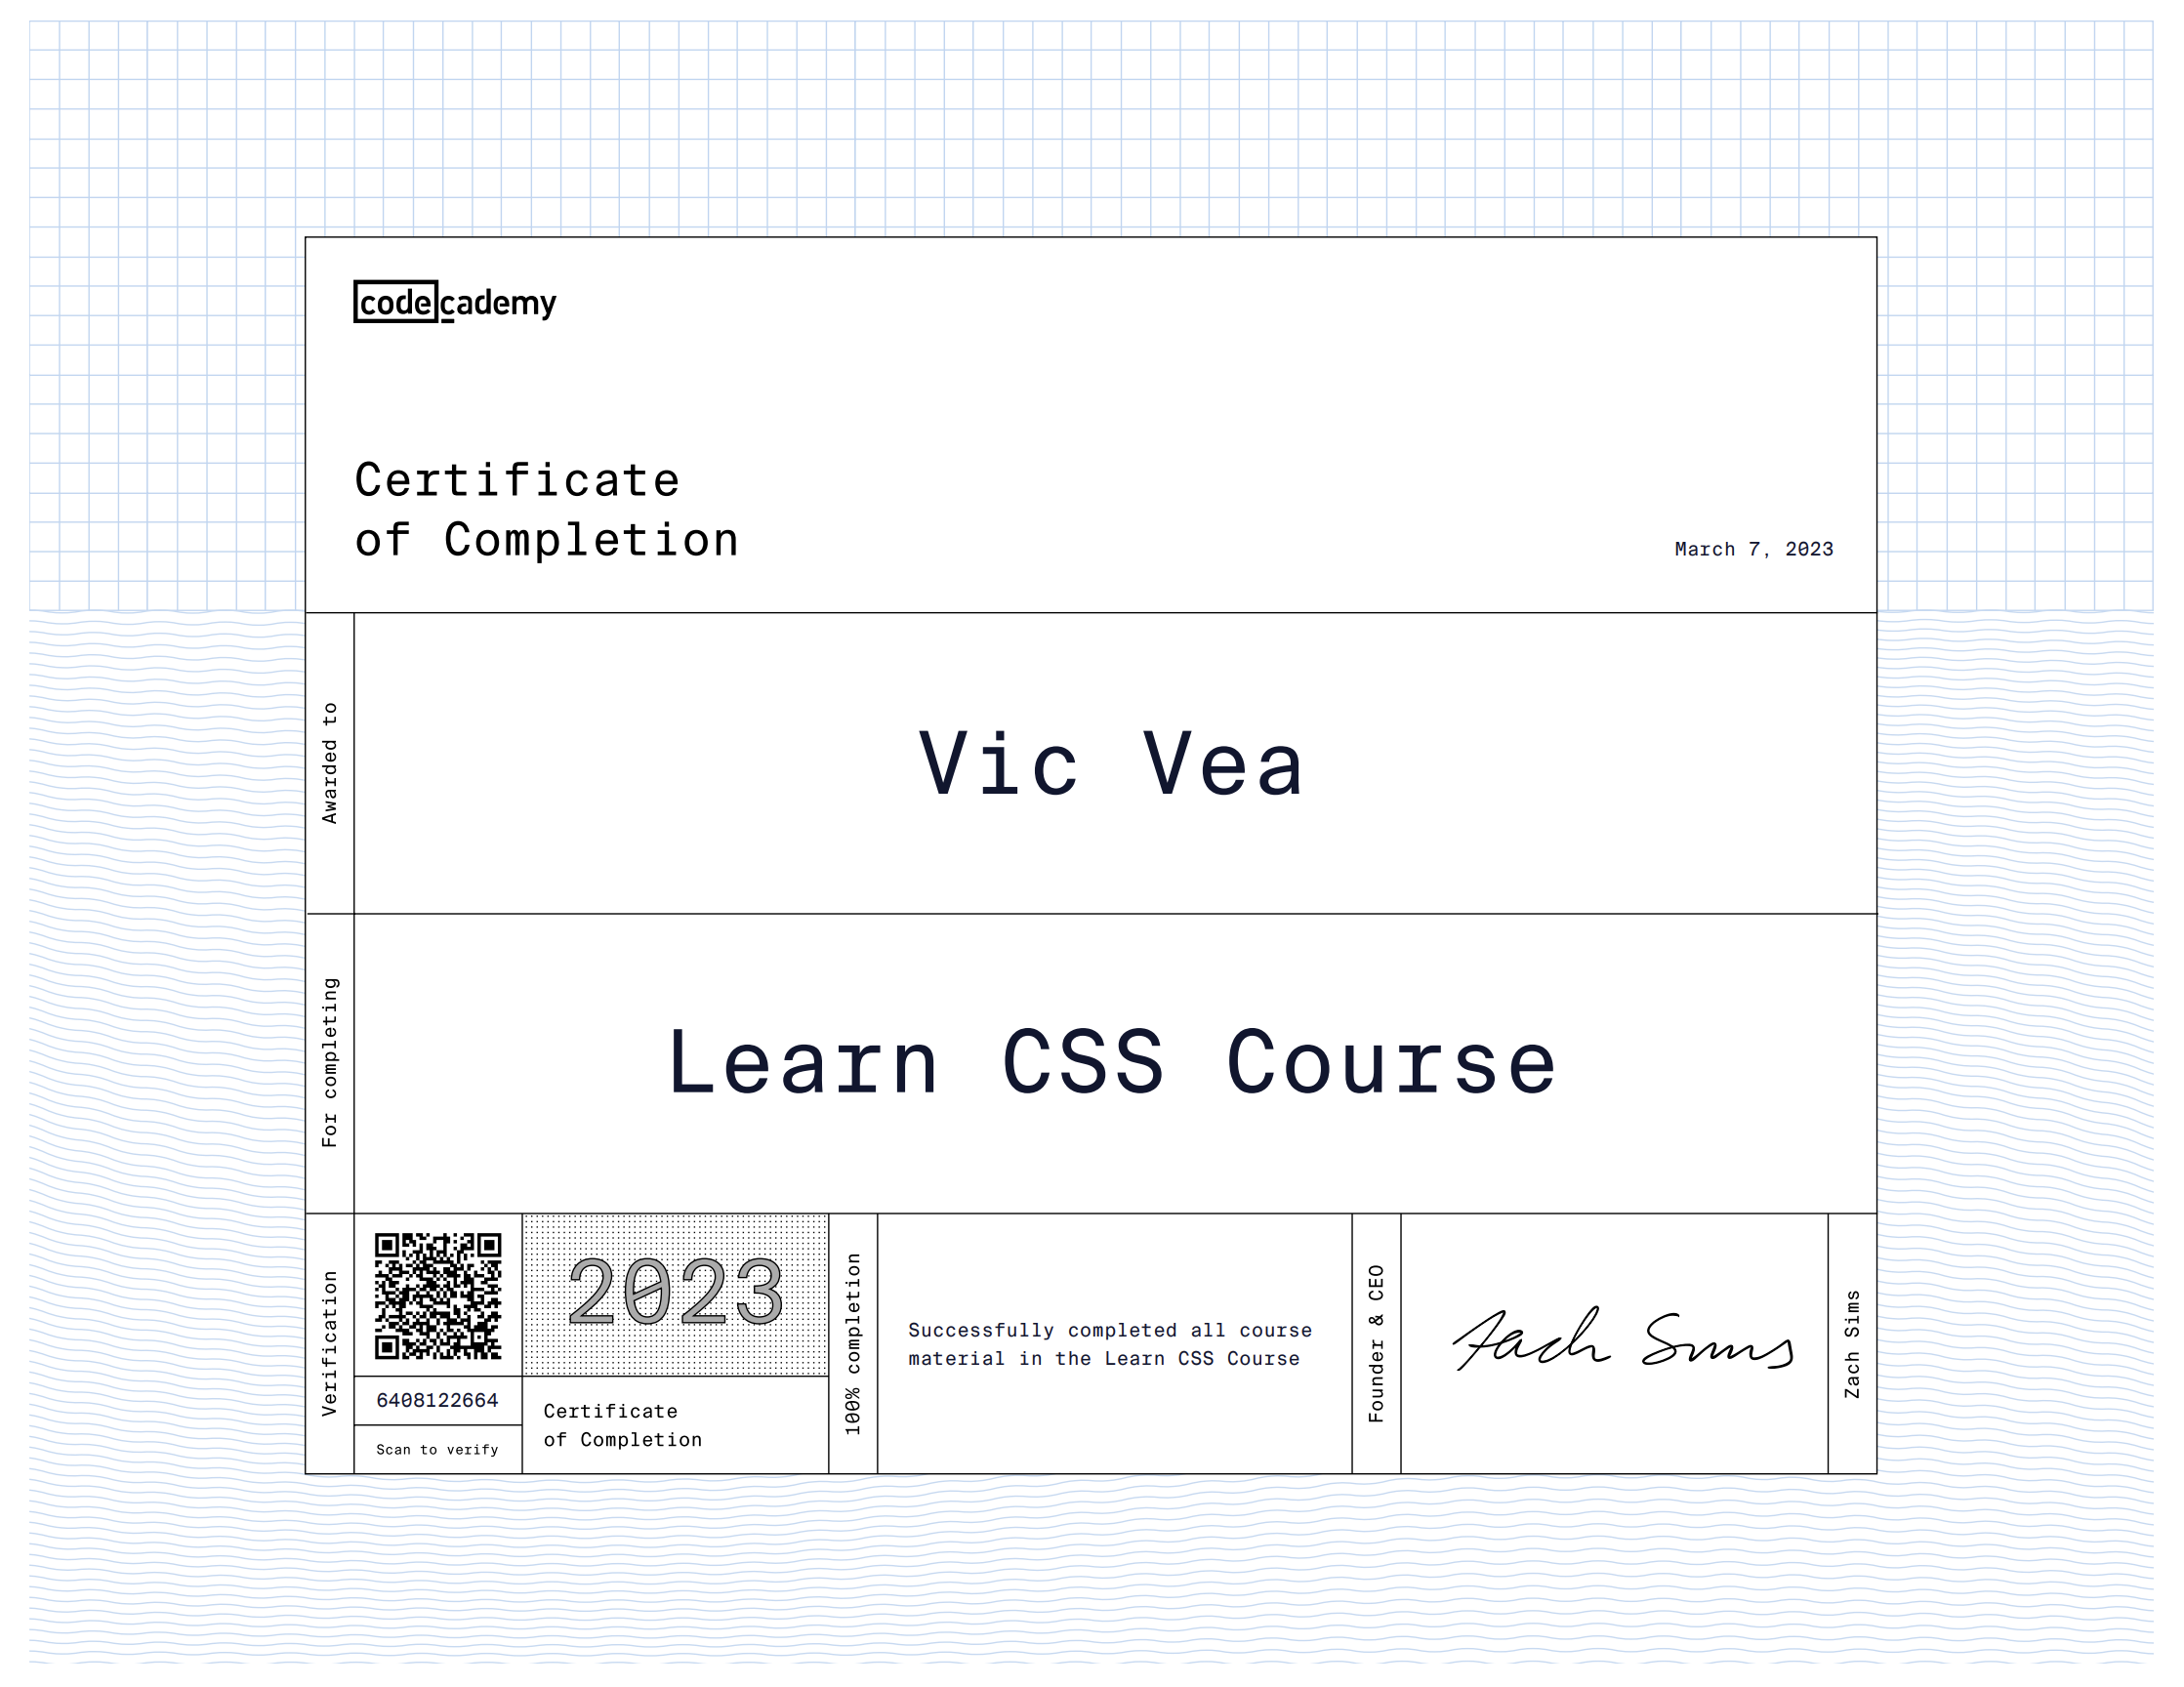 codecademy
Certificate
of Completion
March 7, 2023
Awarded to
Vic Vea
For completing
Learn CSS Course
Verification
6408122664
Scan to verify
2023
Certificate
of Completion
100% completion
Successfully completed all course
material in the Learn CSS Course
Founder & CEO
Zach Sims
Zach Sims